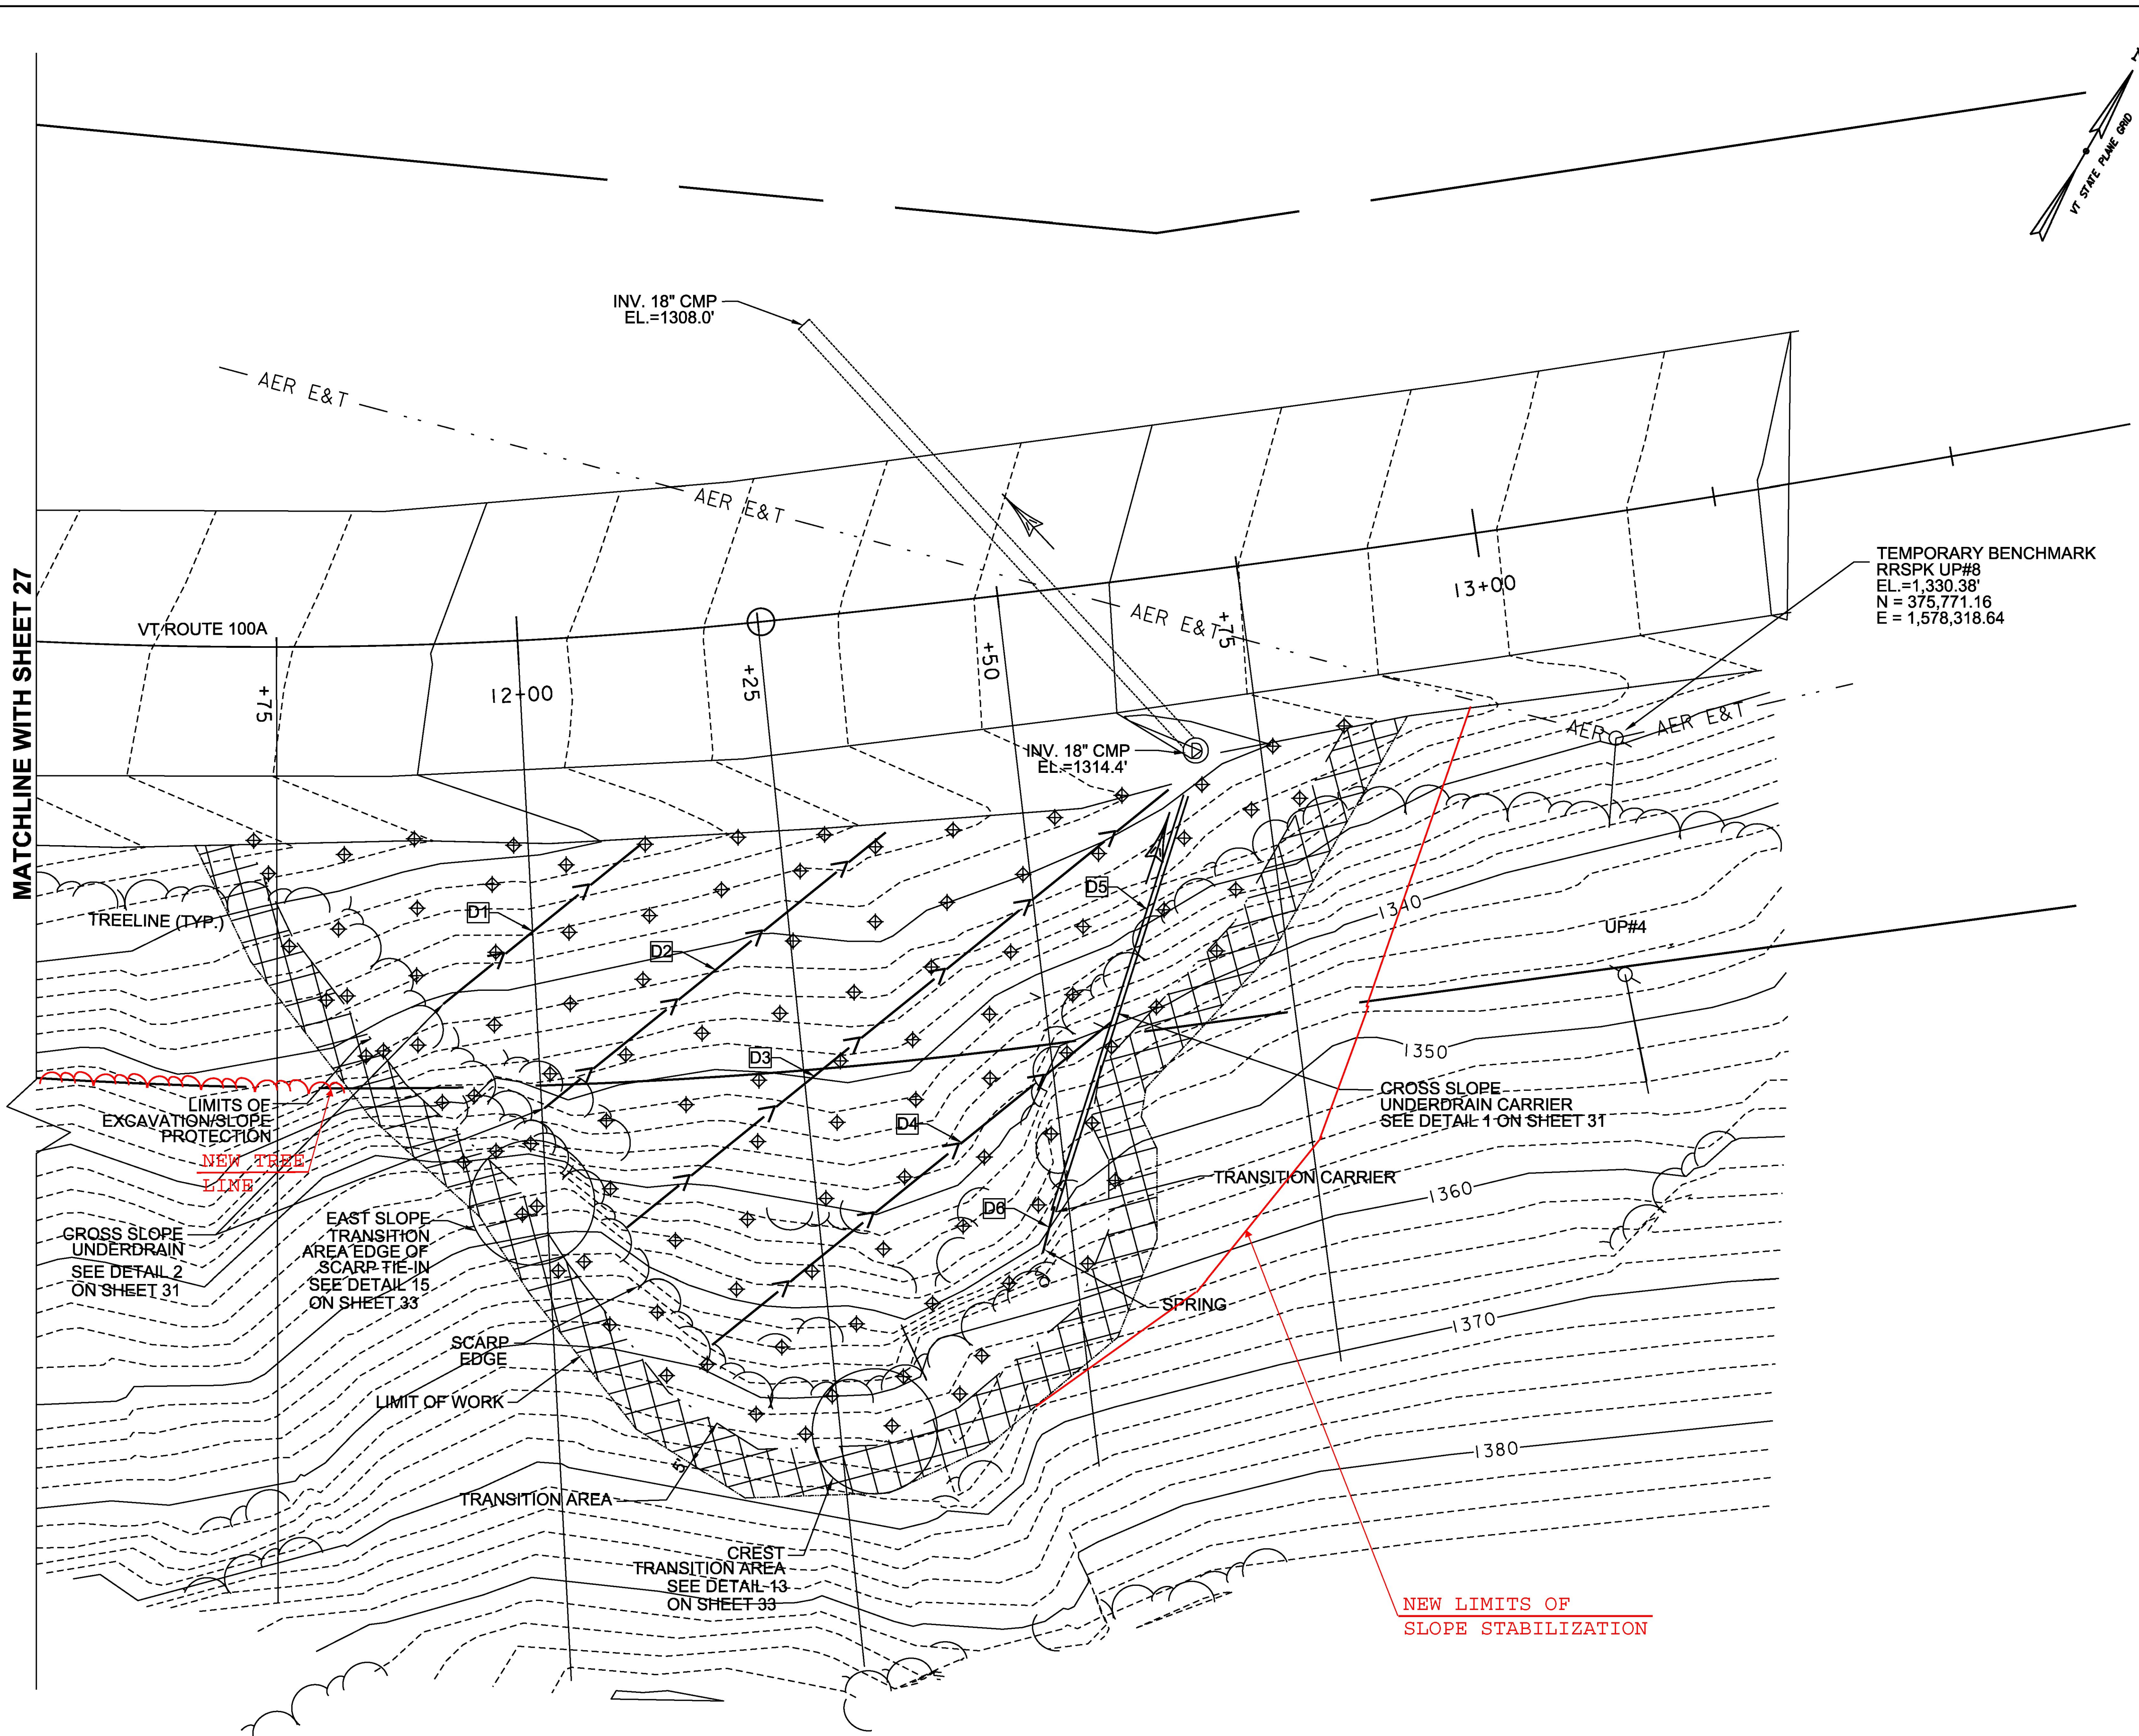 VT STATE PLANE GRID
INV. 18" CMP
EL.=1308.0'
AER E&T
AER E&T
AER E&T
AER
AER E&T
TEMPORARY BENCHMARK
RRSPK UP#8
EL.=1,330.38'
N = 375,771.16
E = 1,578,318.64
MATCHLINE WITH SHEET 27
VT ROUTE 100A
+75
12+00
+25
+50
+75
13+00
INV. 18" CMP
EL.=1314.4'
TREELINE (TYP.)
D1
D2
D3
D4
D5
D6
1340
UP#4
1350
1360
1370
1380
LIMITS OF
EXCAVATION/SLOPE
PROTECTION
NEW TREE
LINE
CROSS SLOPE
UNDERDRAIN
SEE DETAIL 2
ON SHEET 31
EAST SLOPE
TRANSITION
AREA EDGE OF
SCARP TIE-IN
SEE DETAIL 15
ON SHEET 33
SCARP
EDGE
LIMIT OF WORK
5'
TRANSITION AREA
CREST
TRANSITION AREA
SEE DETAIL 13
ON SHEET 33
CROSS SLOPE
UNDERDRAIN CARRIER
SEE DETAIL 1 ON SHEET 31
TRANSITION CARRIER
SPRING
NEW LIMITS OF
SLOPE STABILIZATION